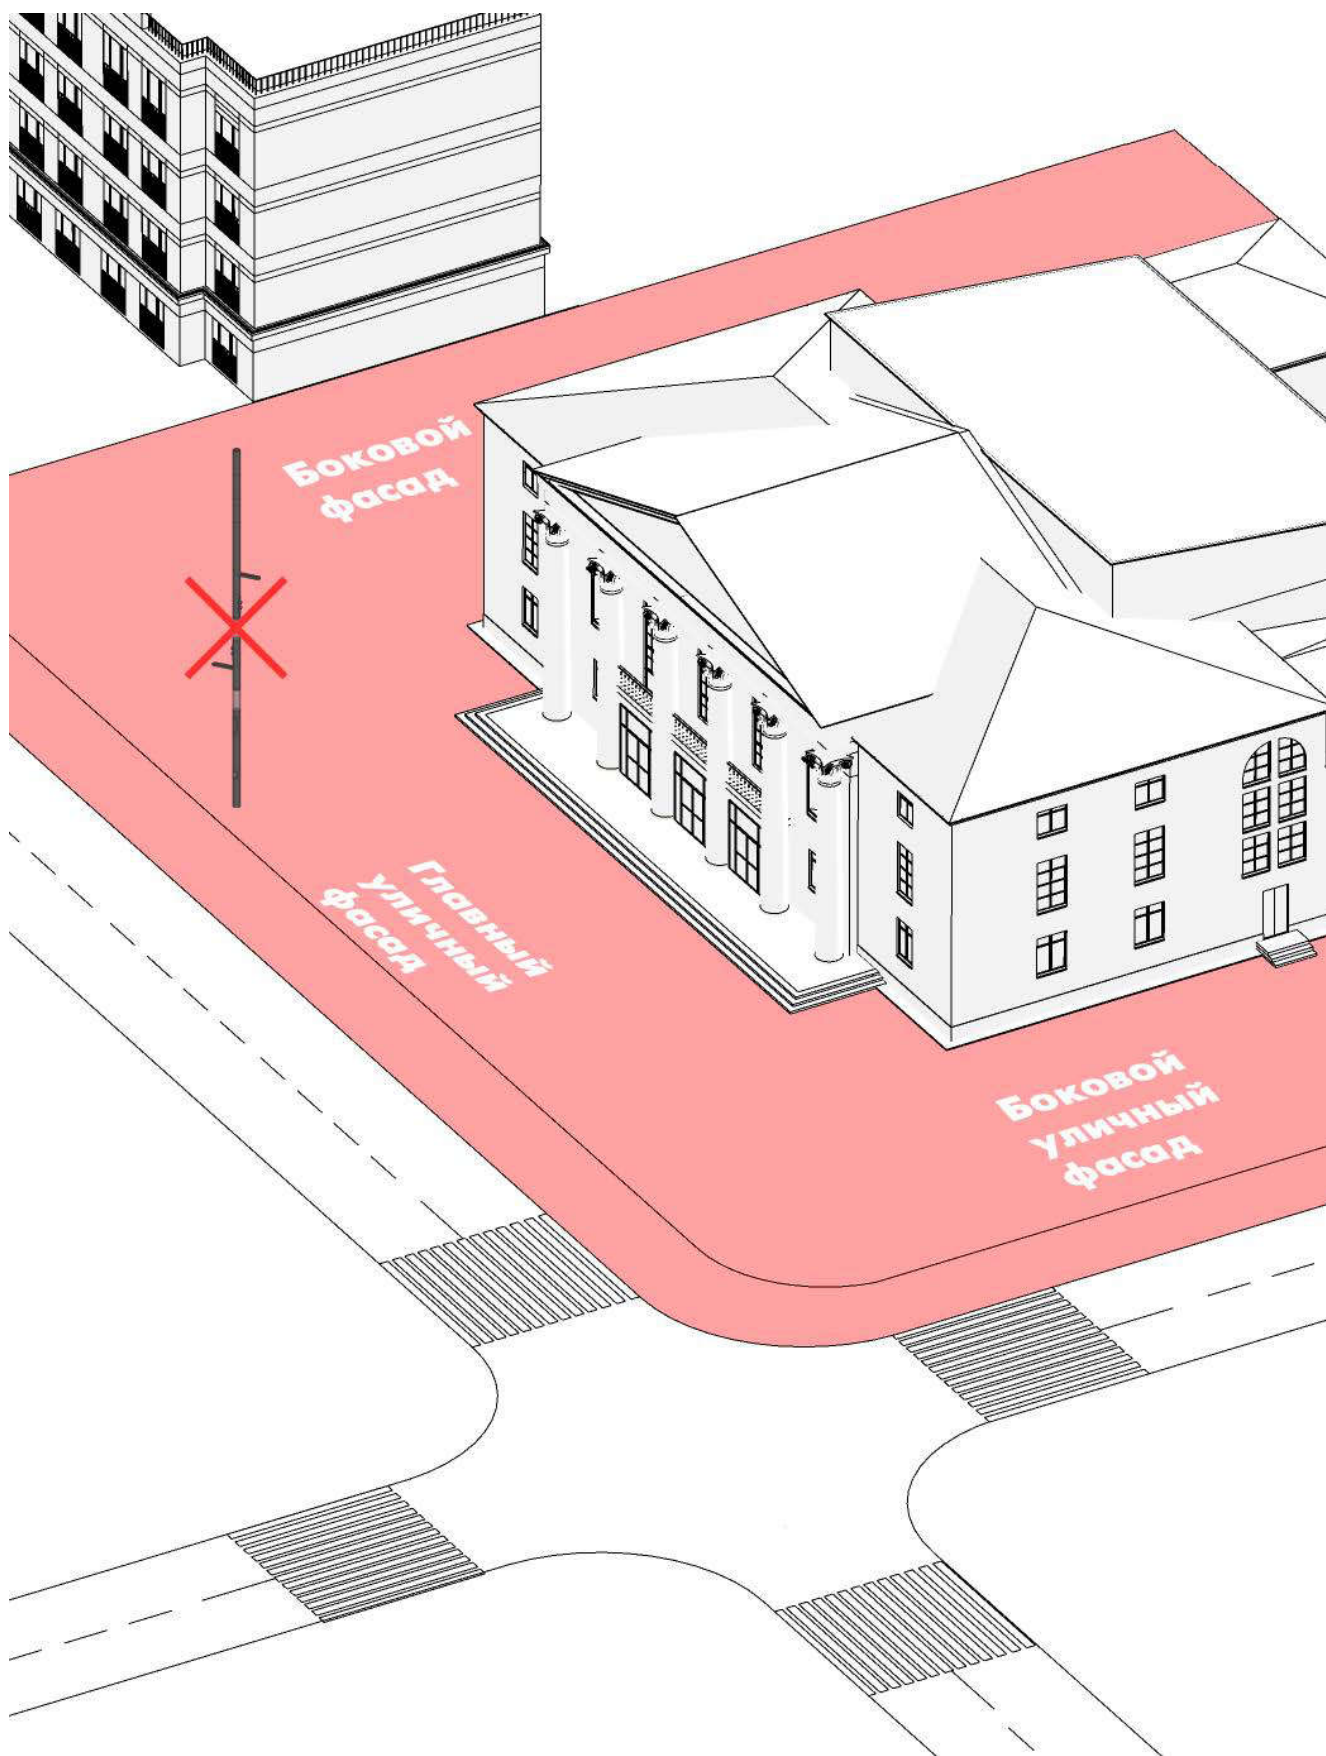 Боковой
фасад
Главный
уличный
фасад
Боковой
уличный
фасад